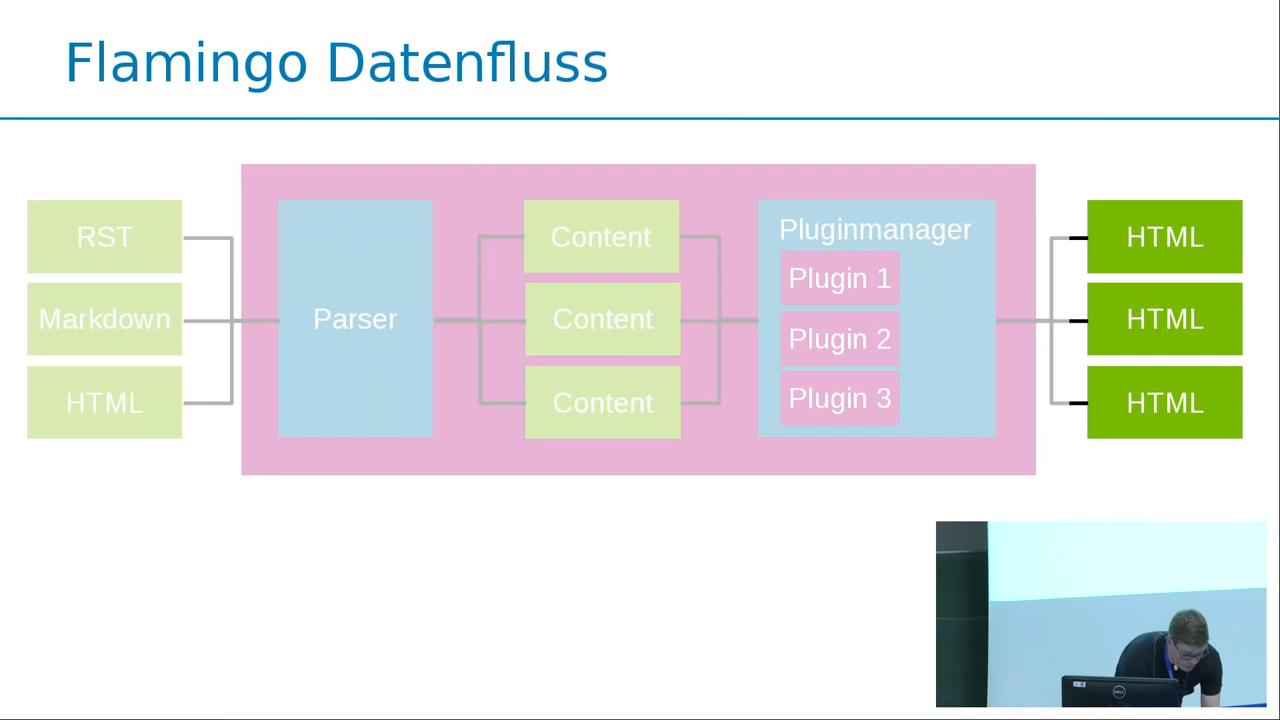 Flamingo Datenfluss
RST
Markdown
HTML
Parser
Content
Content
Content
Pluginmanager
Plugin 1
Plugin 2
Plugin 3
HTML
HTML
HTML
DELL